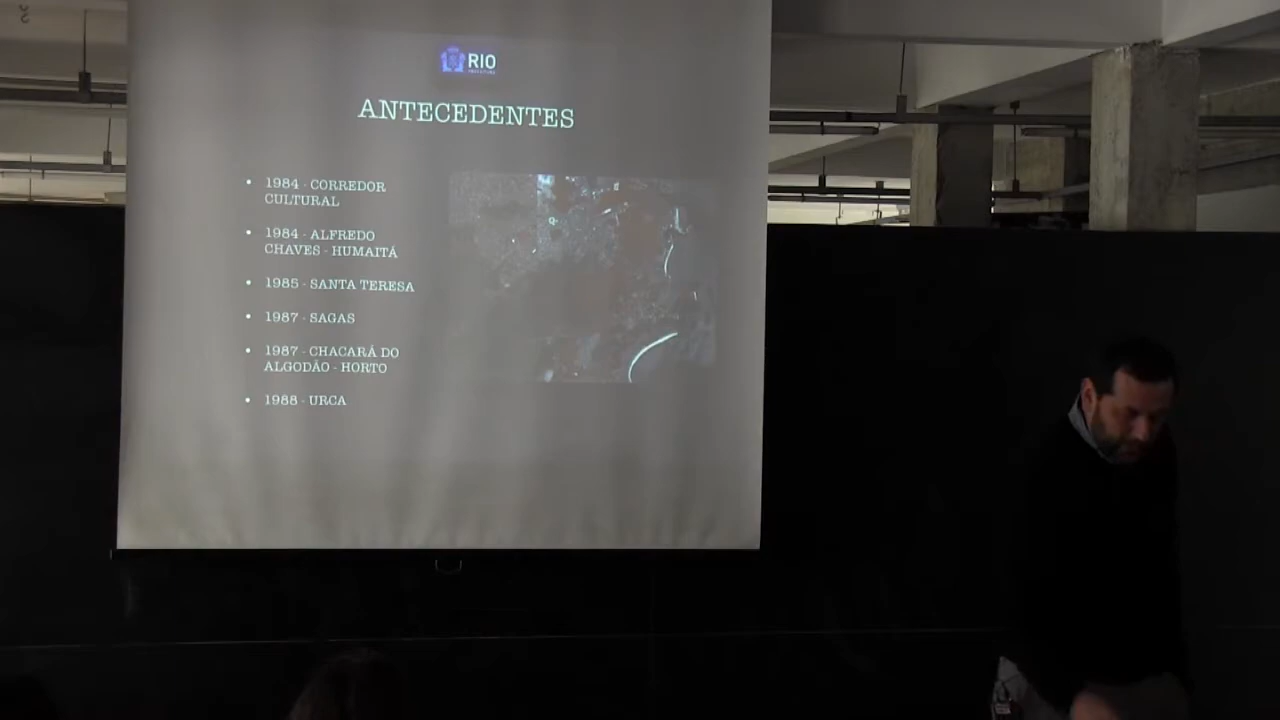 RIO
PREFEITURA
ANTECEDENTES
• 1984 - CORREDOR
CULTURAL
• 1984 - ALFREDO
CHAVES - HUMAITÁ
• 1985 - SANTA TERESA
• 1987 - SAGAS
• 1987 - CHACARÁ DO
ALGODÃO - HORTO
• 1988 - URCA